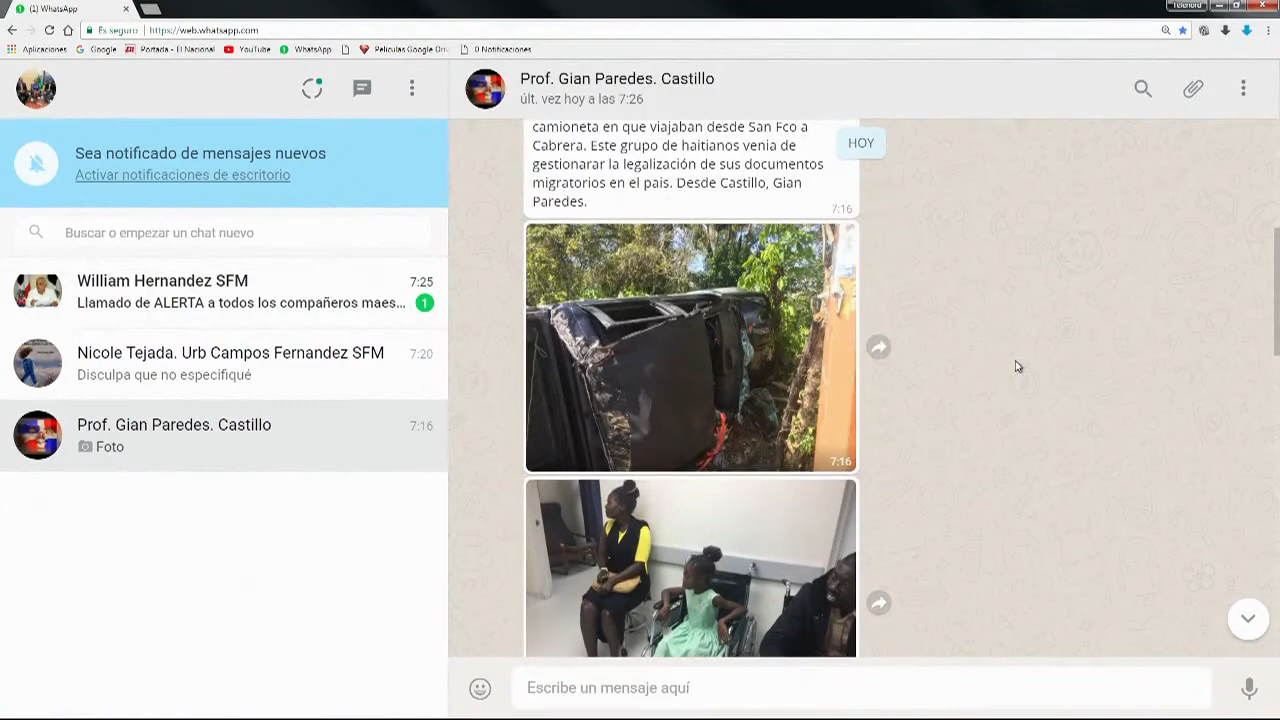 (1) WhatsApp
Telenord
Es seguro
https://web.whatsapp.com
Aplicaciones
Google
Portada - El Nacional
YouTube
WhatsApp
Peliculas Google Dri
0 Notificaciones
Sea notificado de mensajes nuevos
Activar notificaciones de escritorio
Buscar o empezar un chat nuevo
William Hernandez SFM
7:25
Llamado de ALERTA a todos los compañeros maes...
1
Nicole Tejada. Urb Campos Fernandez SFM
7:20
Disculpa que no especifiqué
Prof. Gian Paredes. Castillo
7:16
Foto
Prof. Gian Paredes. Castillo
últ. vez hoy a las 7:26
HOY
camioneta en que viajaban desde San Fco a
Cabrera. Este grupo de haitianos venia de
gestionarar la legalización de sus documentos
migratorios en el pais. Desde Castillo, Gian
Paredes.
7:16
7:16
Escribe un mensaje aquí